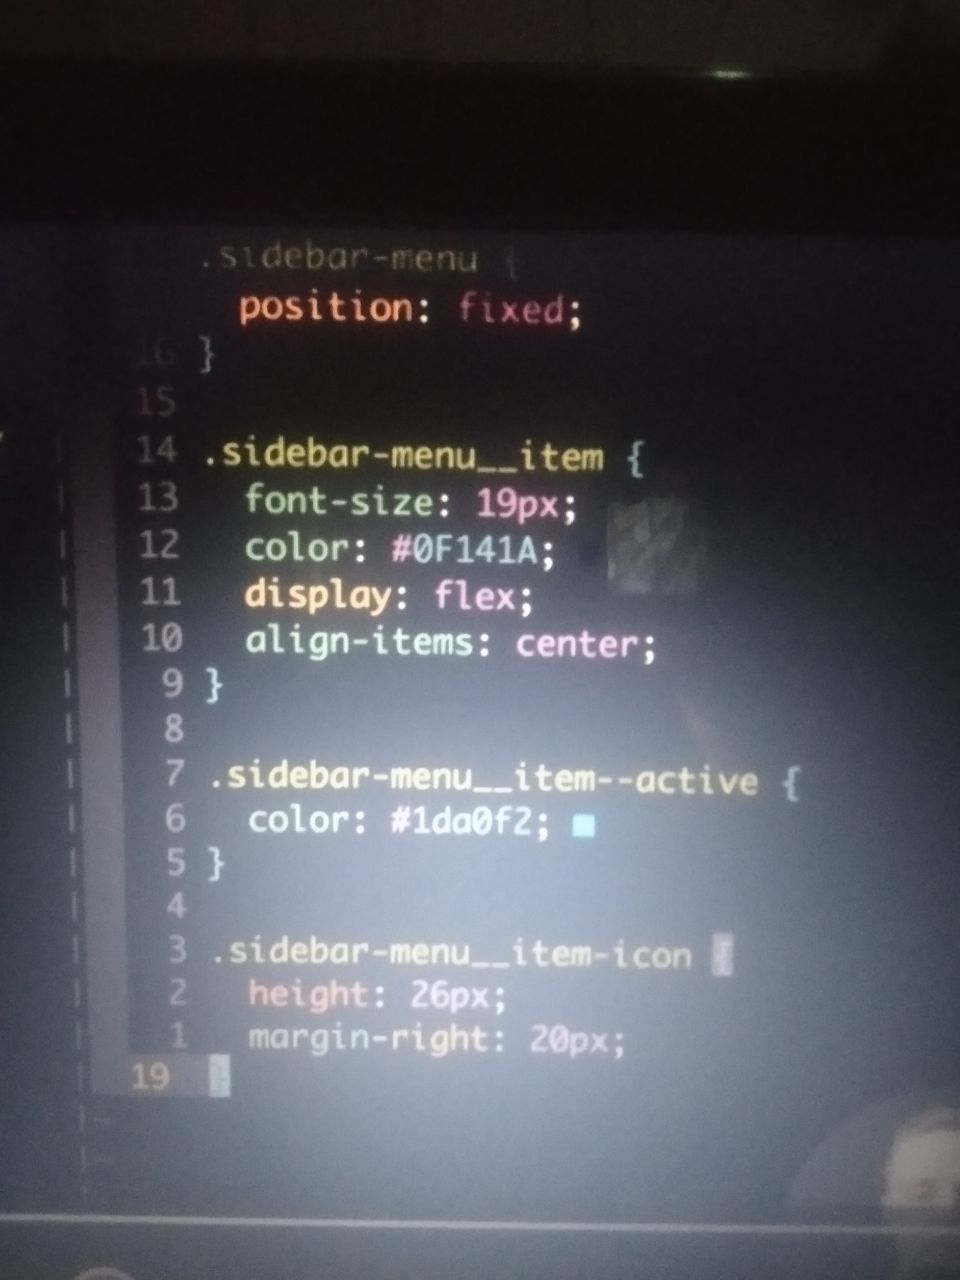 .sidebar-menu {
position: fixed;
16 }
15
14 .sidebar-menu__item {
13 font-size: 19px;
12 color: #0F141A;
11 display: flex;
10 align-items: center;
9 }
8
7 .sidebar-menu__item--active {
6 color: #1da0f2;
5 }
4
3 .sidebar-menu__item-icon {
2 height: 26px;
1 margin-right: 20px;
19 }